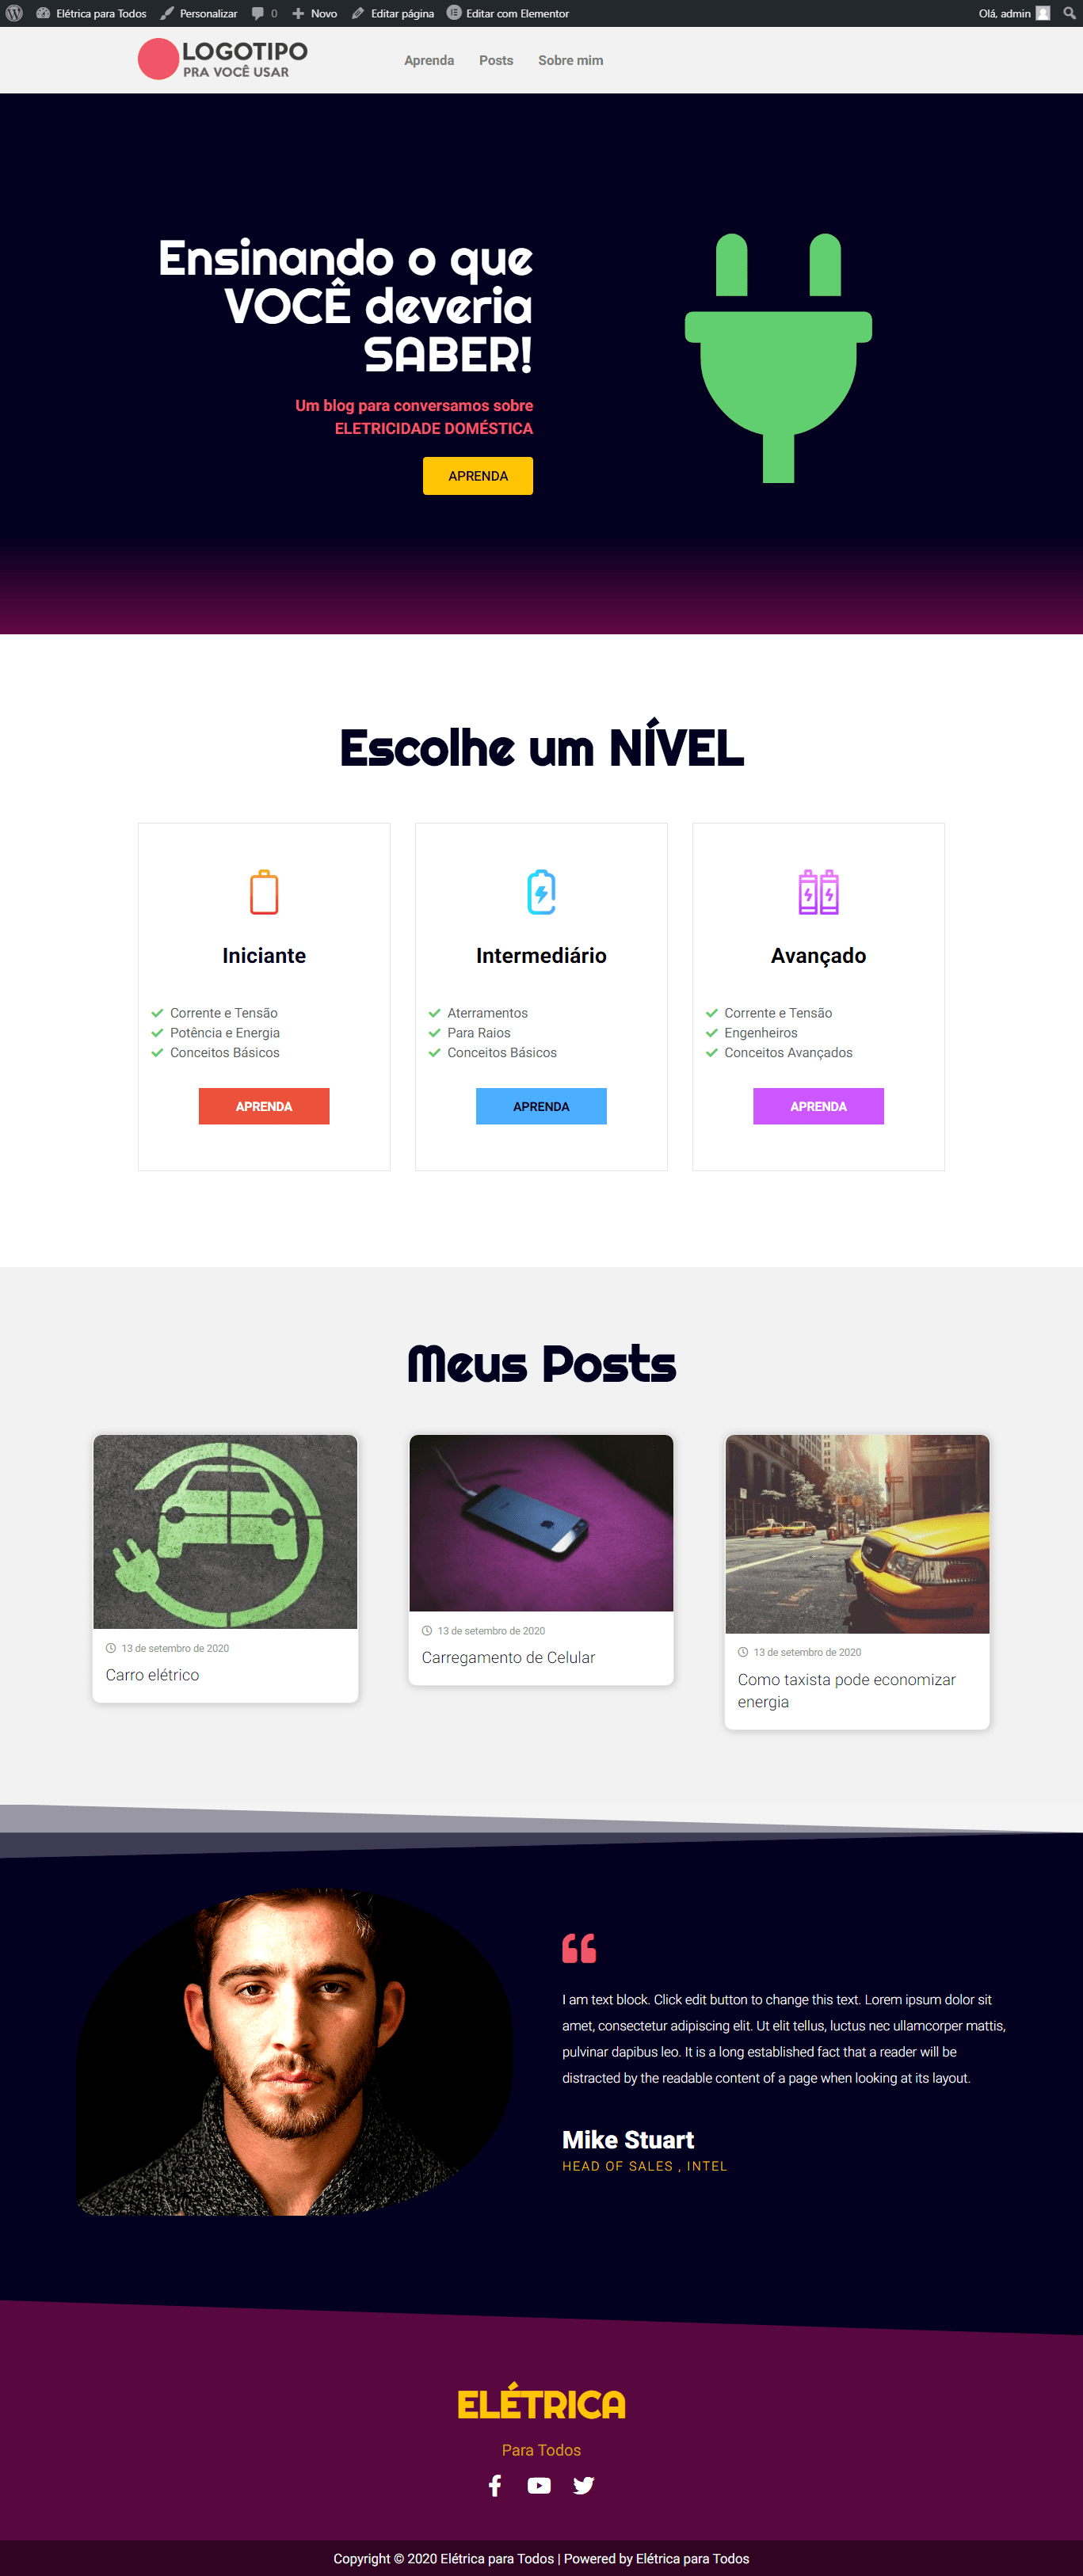 Elétrica para Todos Personalizar 0 Novo Editar página Editar com Elementor Olá, admin
LOGOTIPO
PRA VOCÊ USAR
Aprenda Posts Sobre mim
Ensinando o que
VOCÊ deveria
SABER!
Um blog para conversamos sobre
ELETRICIDADE DOMÉSTICA
APRENDA
Escolhe um NÍVEL
Iniciante
Corrente e Tensão
Potência e Energia
Conceitos Básicos
APRENDA
Intermediário
Aterramentos
Para Raios
Conceitos Básicos
APRENDA
Avançado
Corrente e Tensão
Engenheiros
Conceitos Avançados
APRENDA
Meus Posts
13 de setembro de 2020
Carro elétrico
13 de setembro de 2020
Carregamento de Celular
13 de setembro de 2020
Como taxista pode economizar
energia
I am text block. Click edit button to change this text. Lorem ipsum dolor sit
amet, consectetur adipiscing elit. Ut elit tellus, luctus nec ullamcorper mattis,
pulvinar dapibus leo. It is a long established fact that a reader will be
distracted by the readable content of a page when looking at its layout.
Mike Stuart
HEAD OF SALES , INTEL
ELÉTRICA
Para Todos
Copyright © 2020 Elétrica para Todos | Powered by Elétrica para Todos